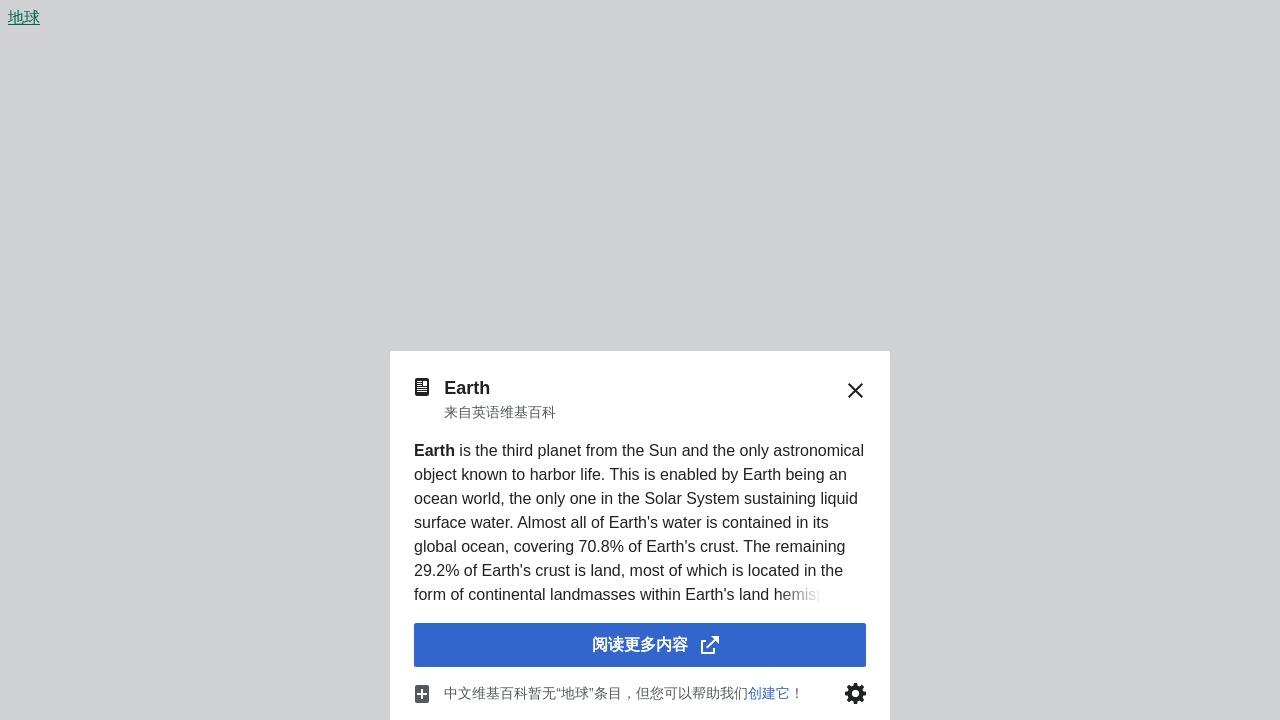 地球
Earth
来自英语维基百科
Earth is the third planet from the Sun and the only astronomical
object known to harbor life. This is enabled by Earth being an
ocean world, the only one in the Solar System sustaining liquid
surface water. Almost all of Earth's water is contained in its
global ocean, covering 70.8% of Earth's crust. The remaining
29.2% of Earth's crust is land, most of which is located in the
form of continental landmasses within Earth's land
阅读更多内容
中文维基百科暂无“地球”条目，但您可以帮助我们创建它！